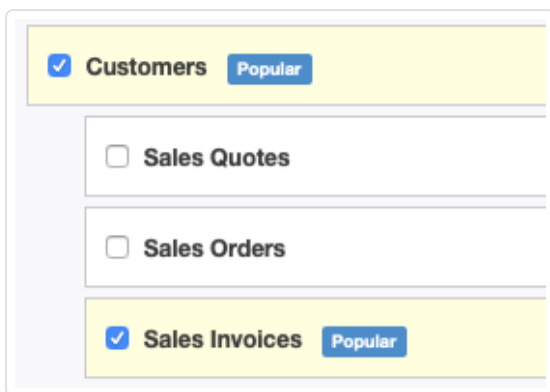 Customers Popular
Sales Quotes
Sales Orders
Sales Invoices Popular